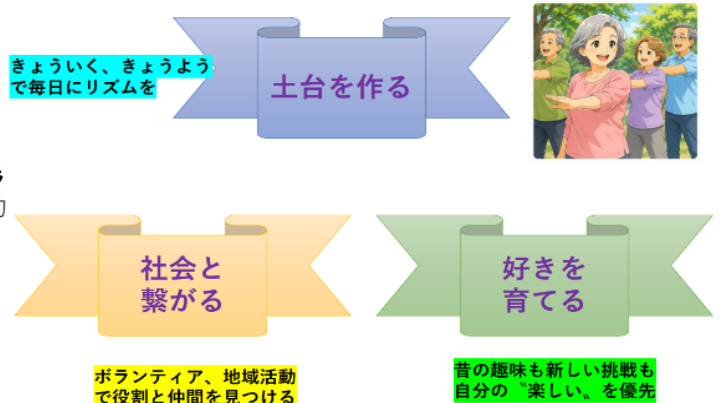 きょういく、きょうよう
で毎日にリズムを
土台を作る
社会と
繋がる
好きを
育てる
ボランティア、地域活動
で役割と仲間を見つける
昔の趣味も新しい挑戦も
自分の〝楽しい〟を優先